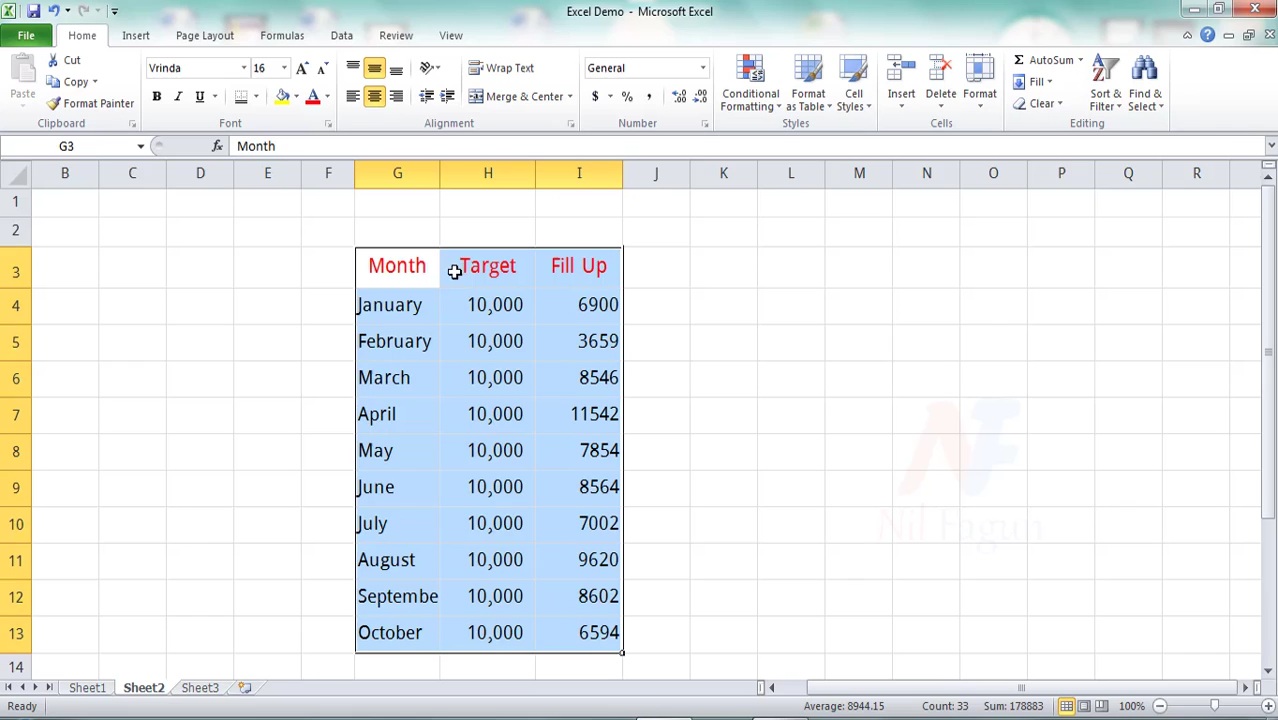 Excel Demo - Microsoft Excel
File Home Insert Page Layout Formulas Data Review View
Paste
Cut
Copy
Format Painter
Clipboard
Vrinda 16
B I U
Font
Wrap Text
Merge & Center
Alignment
General
$ % ,
Number
Conditional Formatting
Format as Table
Cell Styles
Styles
Insert Delete Format
Cells
AutoSum
Fill
Clear
Sort & Filter
Find & Select
Editing
G3 fx Month
B C D E F G H I J K L M N O P Q R
1
2
3 Month Target Fill Up
4 January 10,000 6900
5 February 10,000 3659
6 March 10,000 8546
7 April 10,000 11542
8 May 10,000 7854
9 June 10,000 8564
10 July 10,000 7002
11 August 10,000 9620
12 Septembe 10,000 8602
13 October 10,000 6594
14
NF
Nil Fagun
Sheet1 Sheet2 Sheet3
Ready Average: 8944.15 Count: 33 Sum: 178883 100%